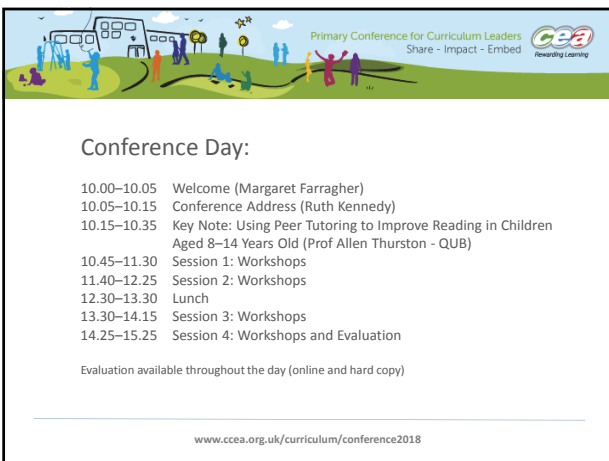 Primary Conference for Curriculum Leaders
Share - Impact - Embed
cea
Rewarding Learning
Conference Day:
10.00–10.05 Welcome (Margaret Farragher)
10.05–10.15 Conference Address (Ruth Kennedy)
10.15–10.35 Key Note: Using Peer Tutoring to Improve Reading in Children
Aged 8–14 Years Old (Prof Allen Thurston - QUB)
10.45–11.30 Session 1: Workshops
11.40–12.25 Session 2: Workshops
12.30–13.30 Lunch
13.30–14.15 Session 3: Workshops
14.25–15.25 Session 4: Workshops and Evaluation
Evaluation available throughout the day (online and hard copy)
www.ccea.org.uk/curriculum/conference2018